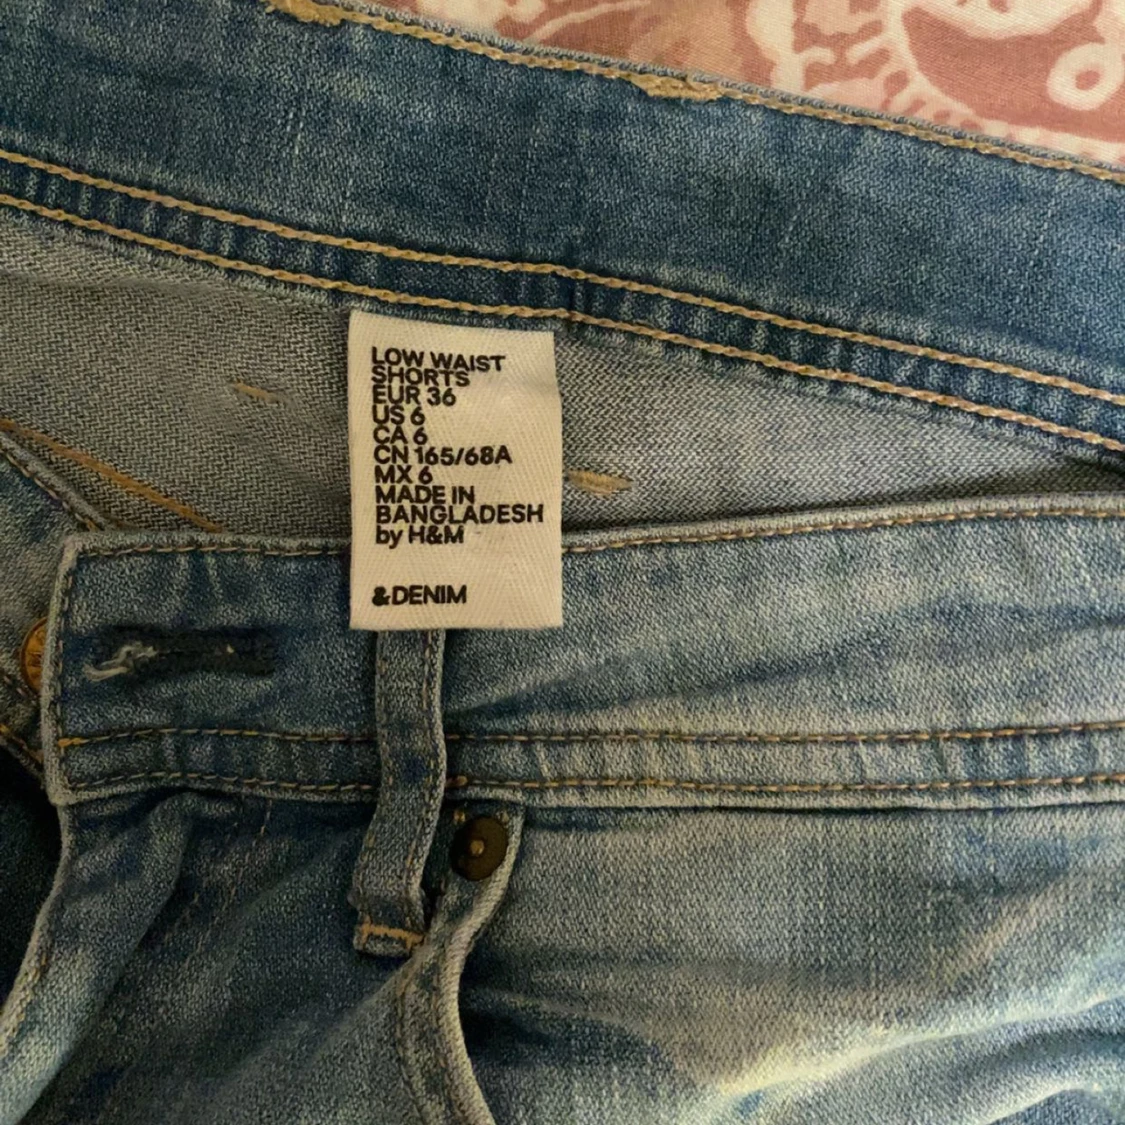 LOW WAIST
SHORTS
EUR 36
US 6
CA 6
CN 165/68A
MX 6
MADE IN
BANGLADESH
by H&M
&DENIM